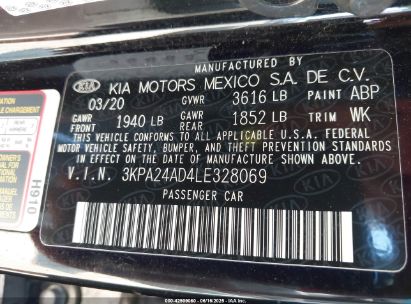 MANUFACTURED BY
KIA KIA MOTORS MEXICO S.A. DE C.V.
03/20 GVWR 3616 LB PAINT ABP
GAWR FRONT 1940 LB GAWR REAR 1852 LB TRIM WK
THIS VEHICLE CONFORMS TO ALL APPLICABLE U.S.A. FEDERAL
MOTOR VEHICLE SAFETY, BUMPER, AND THEFT PREVENTION STANDARDS
IN EFFECT ON THE DATE OF MANUFACTURE SHOWN ABOVE.
V.I.N. 3KPA24AD4LE328069
PASSENGER CAR
H910